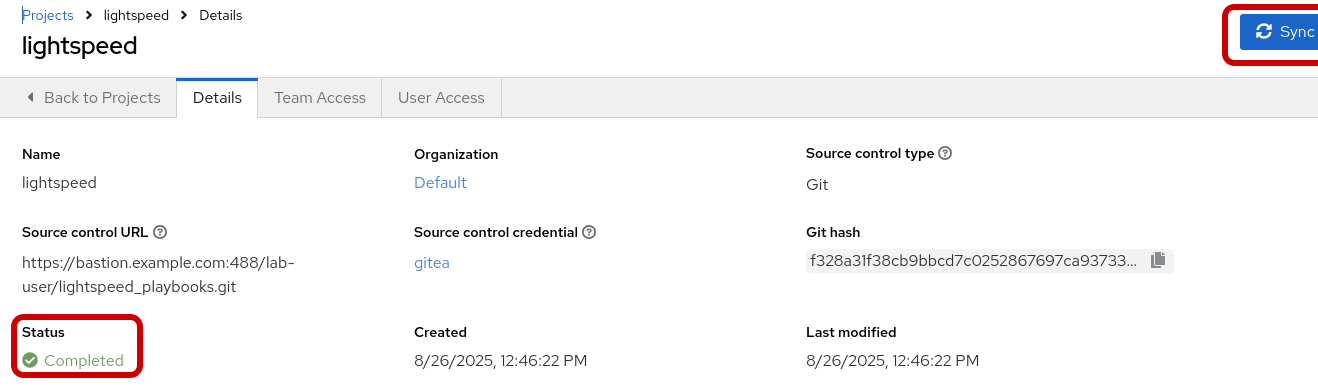 Projects > lightspeed > Details
lightspeed
Sync
Back to Projects Details Team Access User Access
Name Organization Source control type
lightspeed Default Git
Source control URL Source control credential Git hash
https://bastion.example.com:488/lab- gitea f328a31f38cb9bbcd7c0252867697ca93733...
user/lightspeed_playbooks.git
Status Created Last modified
Completed 8/26/2025, 12:46:22 PM 8/26/2025, 12:46:22 PM